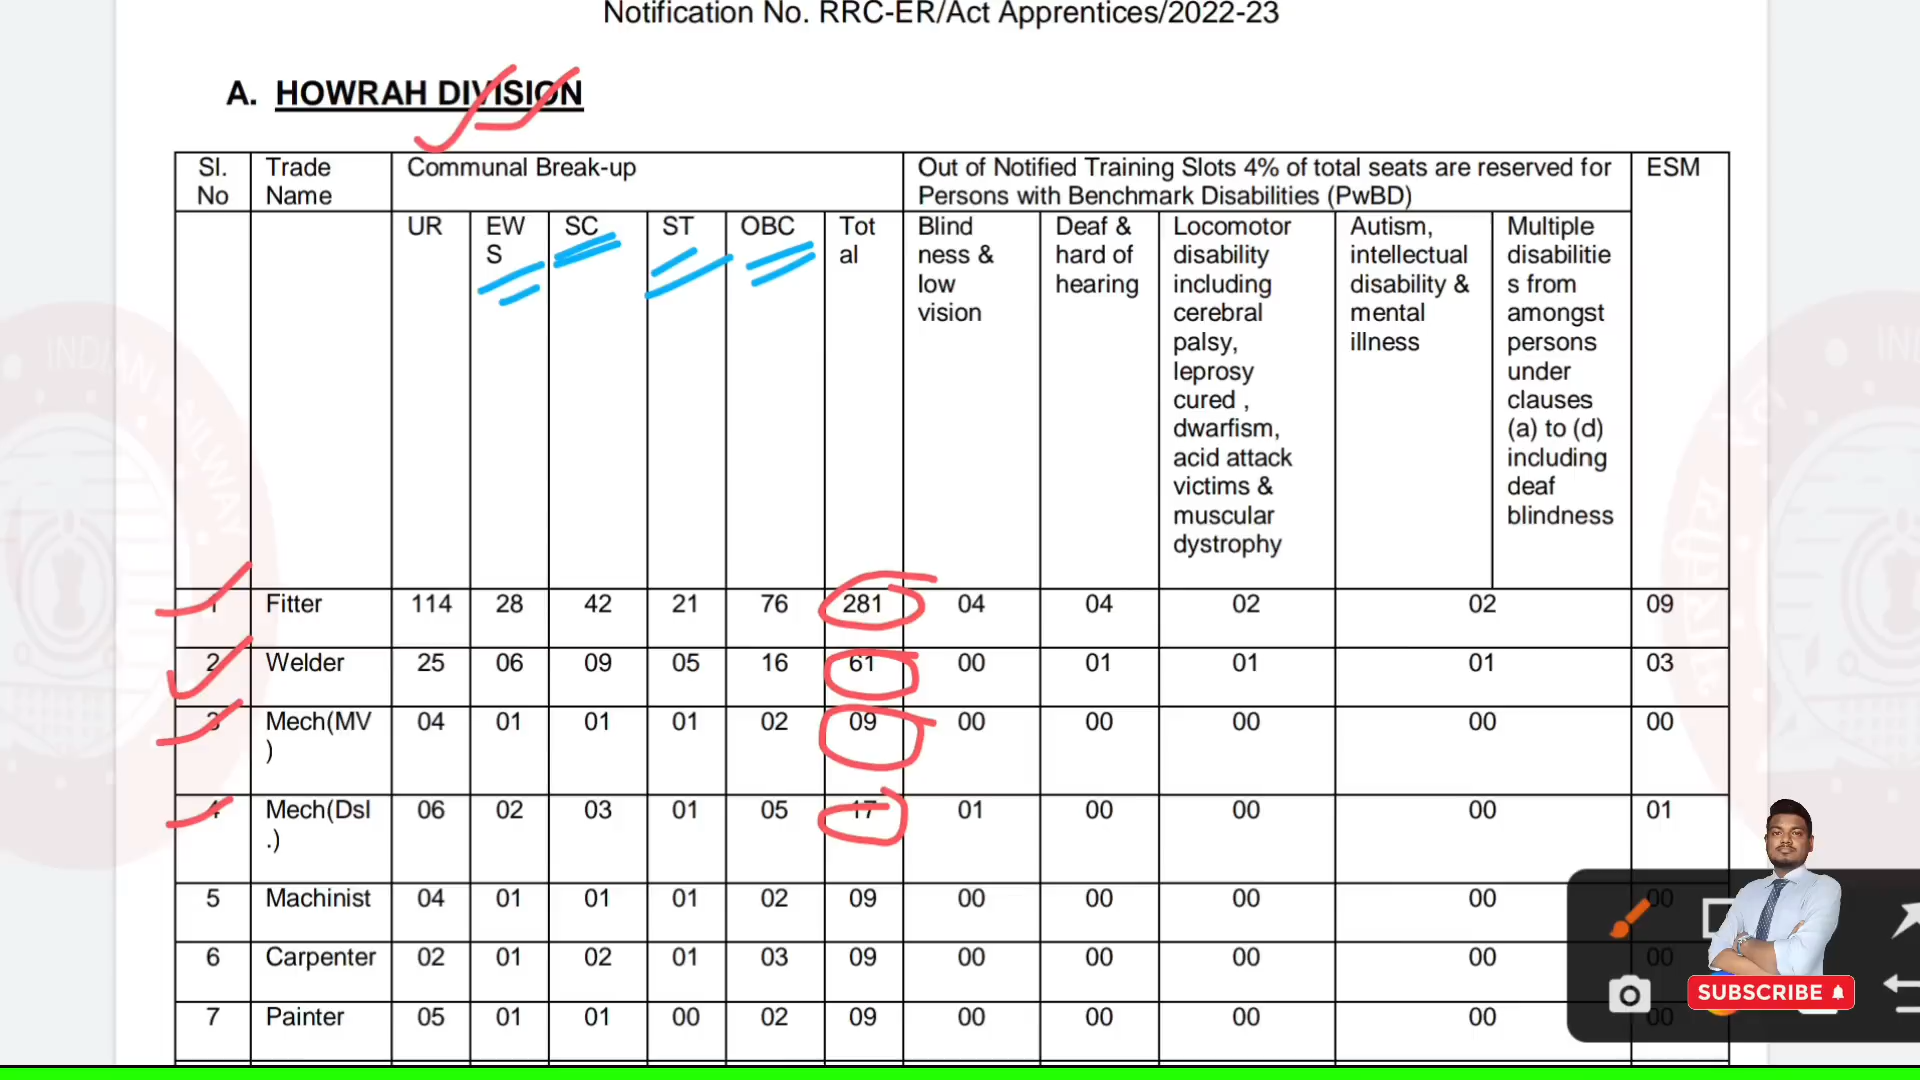 Notification No. RRC-ER/Act Apprentices/2022-23
A. HOWRAH DIVISION
Sl. No Trade Name Communal Break-up Out of Notified Training Slots 4% of total seats are reserved for Persons with Benchmark Disabilities (PwBD) ESM
UR EWS SC ST OBC Total Blindness & low vision Deaf & hard of hearing Locomotor disability including cerebral palsy, leprosy cured , dwarfism, acid attack victims & muscular dystrophy Autism, intellectual disability & mental illness Multiple disabilities from amongst persons under clauses (a) to (d) including deaf blindness
1 Fitter 114 28 42 21 76 281 04 04 02 02 09
2 Welder 25 06 09 05 16 61 00 01 01 01 03
3 Mech(MV) 04 01 01 01 02 09 00 00 00 00 00
4 Mech(Dsl.) 06 02 03 01 05 17 01 00 00 00 01
5 Machinist 04 01 01 01 02 09 00 00 00 00 00
6 Carpenter 02 01 02 01 03 09 00 00 00 00 00
7 Painter 05 01 01 00 02 09 00 00 00 00 00
SUBSCRIBE